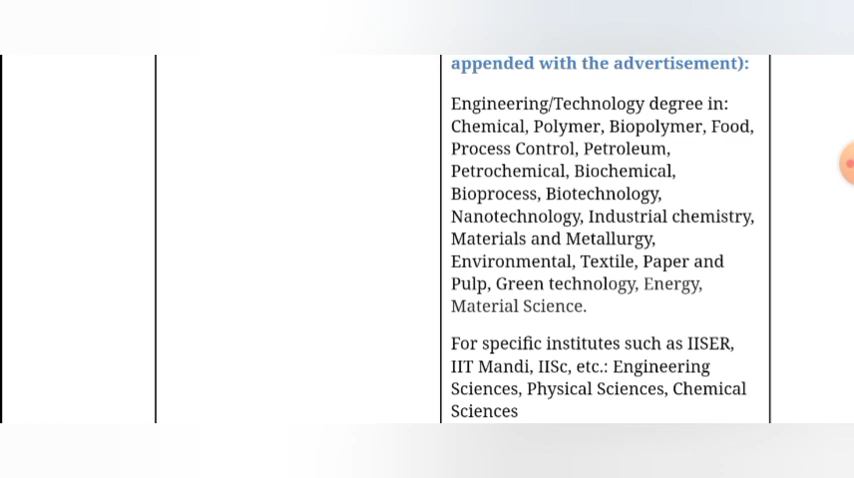 appended with the advertisement):
Engineering/Technology degree in:
Chemical, Polymer, Biopolymer, Food,
Process Control, Petroleum,
Petrochemical, Biochemical,
Bioprocess, Biotechnology,
Nanotechnology, Industrial chemistry,
Materials and Metallurgy,
Environmental, Textile, Paper and
Pulp, Green technology, Energy,
Material Science.
For specific institutes such as IISER,
IIT Mandi, IISc, etc.: Engineering
Sciences, Physical Sciences, Chemical
Sciences